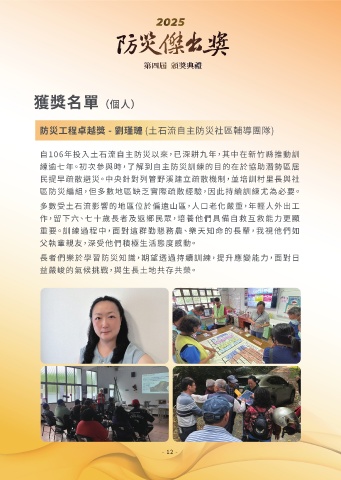 2025
防災傑出獎
第四屆 頒獎典禮
獲獎名單（個人）
防災工程卓越獎 - 劉瑾璉 (土石流自主防災社區輔導團隊)
自106年投入土石流自主防災以來，已深耕九年，其中在新竹縣推動訓
練逾七年。初次參與時，了解到自主防災訓練的目的在於協助潛勢區居
民提早疏散避災。中央針對列管野溪建立疏散機制，並培訓村里長與社
區防災編組，但多數地區缺乏實際疏散經驗，因此持續訓練尤為必要。
多數受土石流影響的地區位於偏遠山區，人口老化嚴重，年輕人外出工
作，留下六、七十歲長者及返鄉民眾，培養他們具備自救互救能力更顯
重要。訓練過程中，面對這群勤懇務農、樂天知命的長輩，我視他們如
父執輩親友，深受他們積極生活態度感動。
長者們樂於學習防災知識，期望透過持續訓練，提升應變能力，面對日
益嚴峻的氣候挑戰，與生長土地共存共榮。
- 12 -